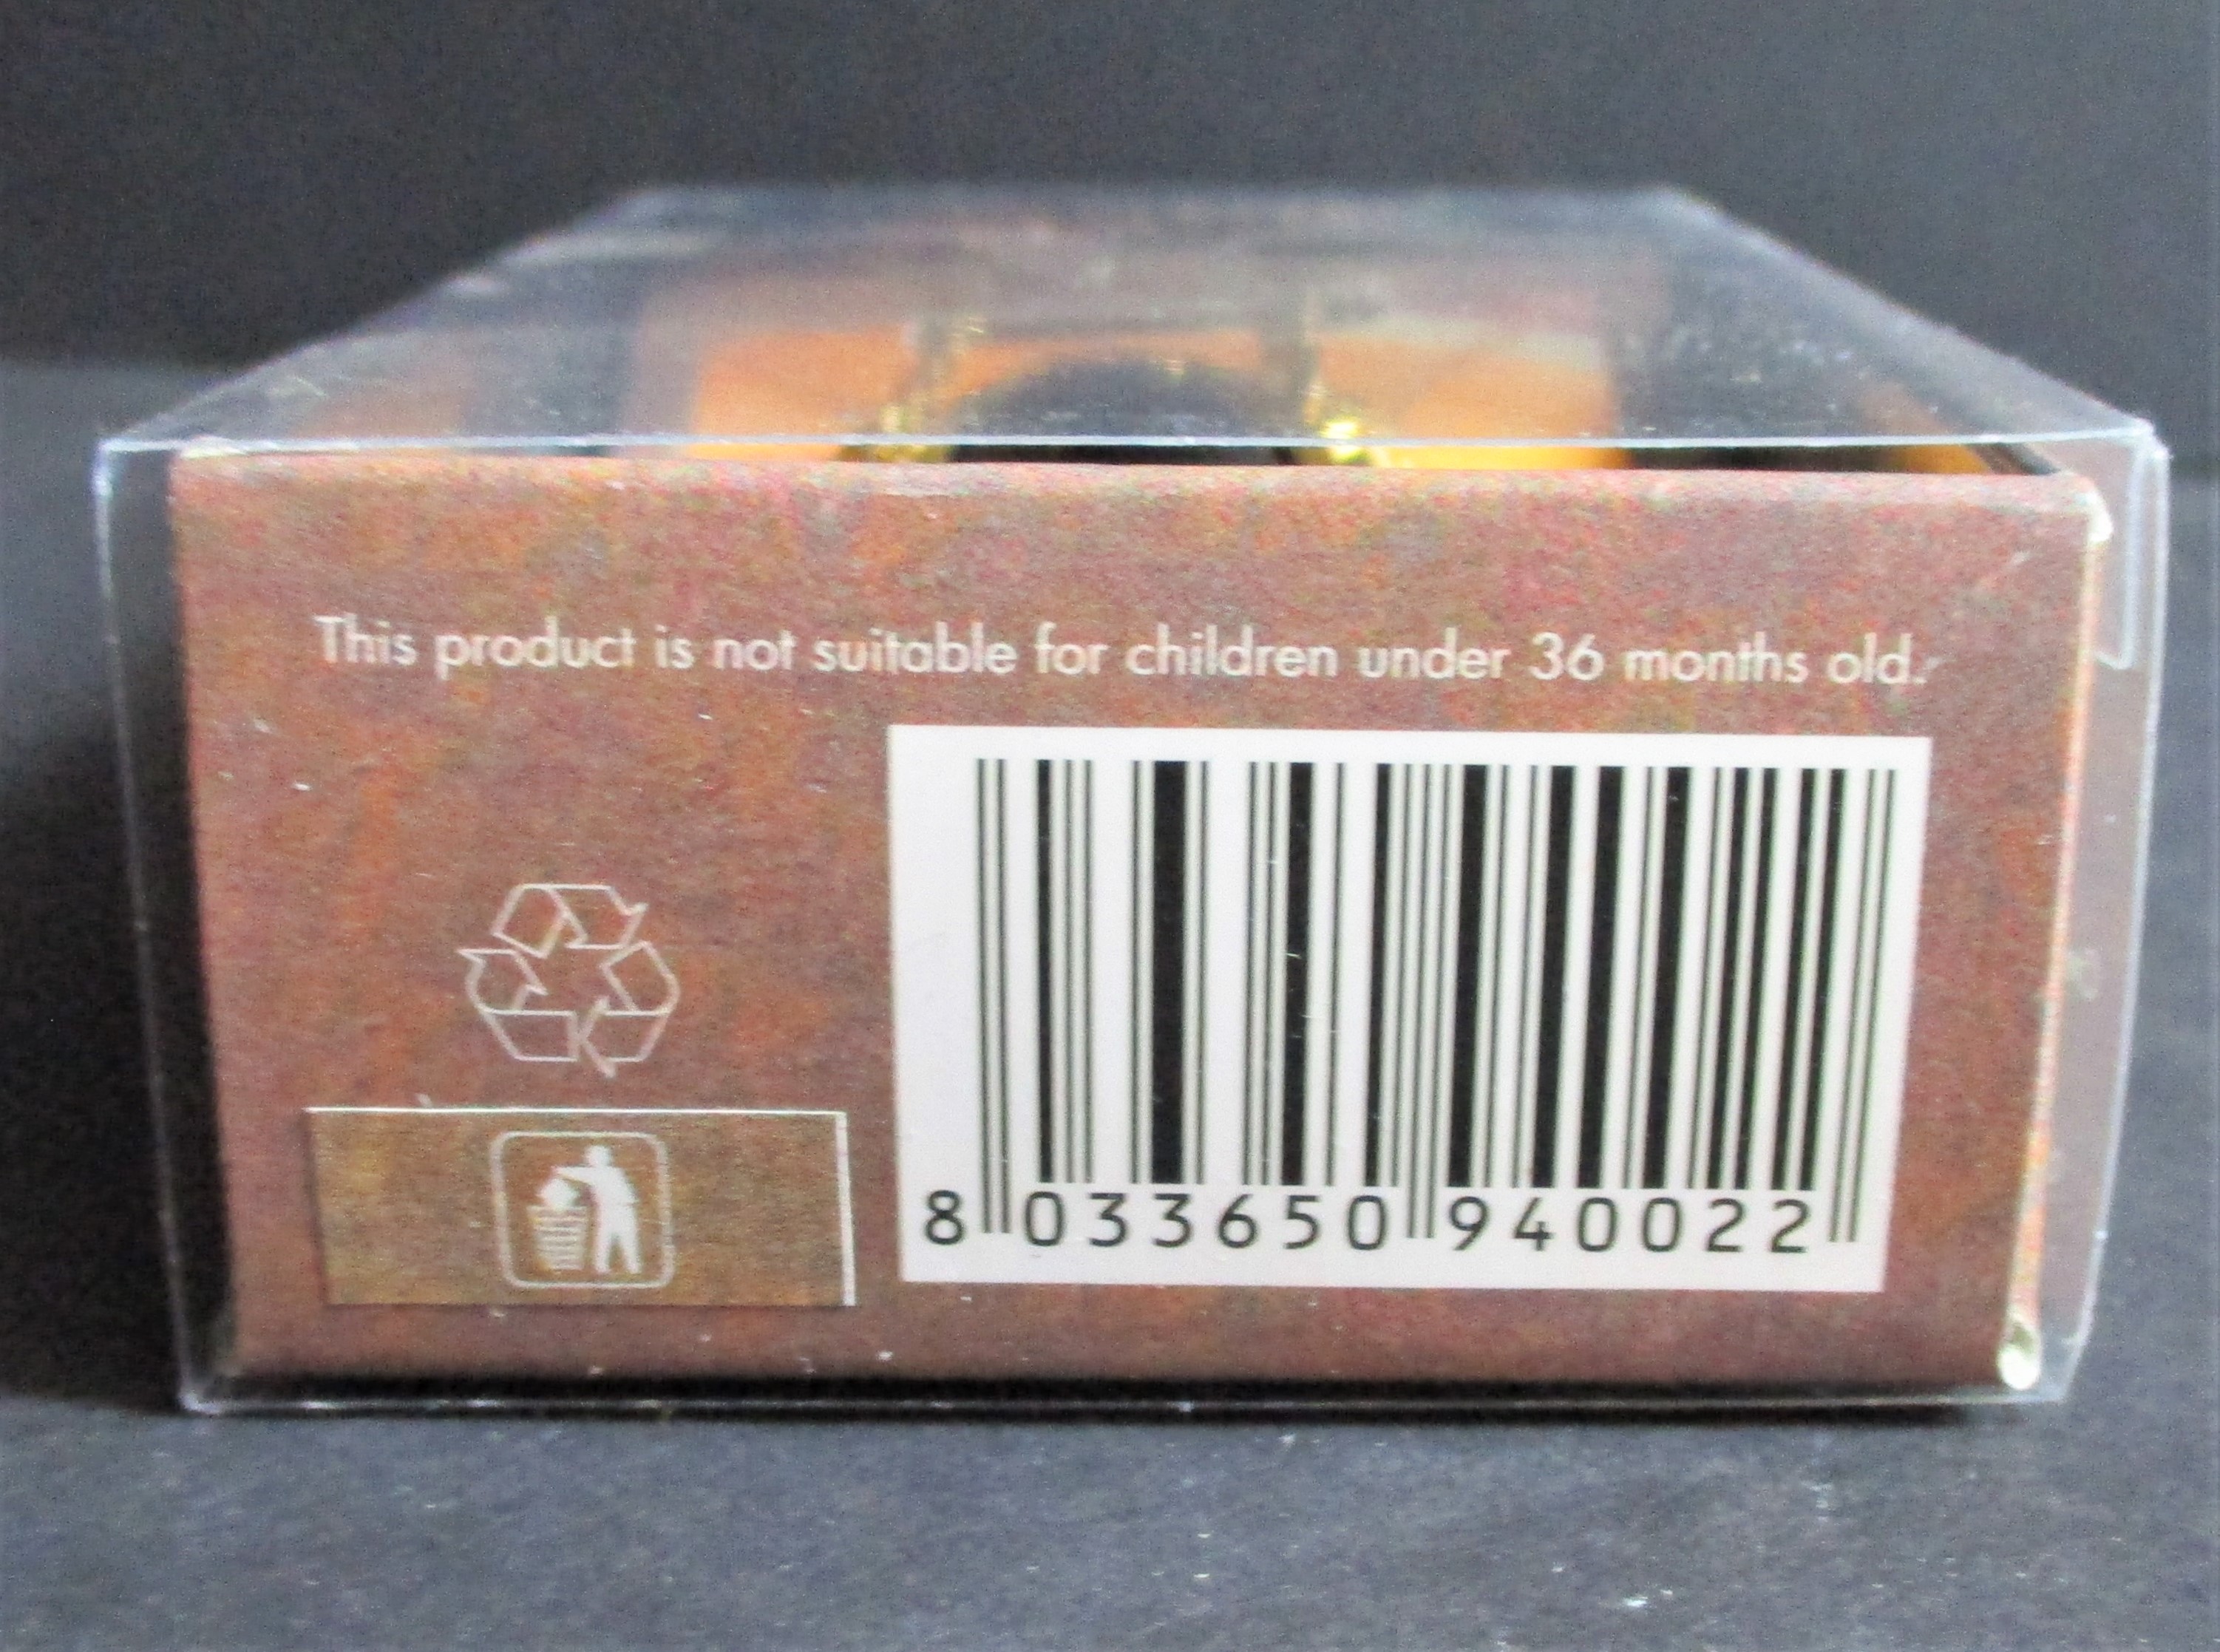 This product is not suitable for children under 36 months old.
8 033650 940022